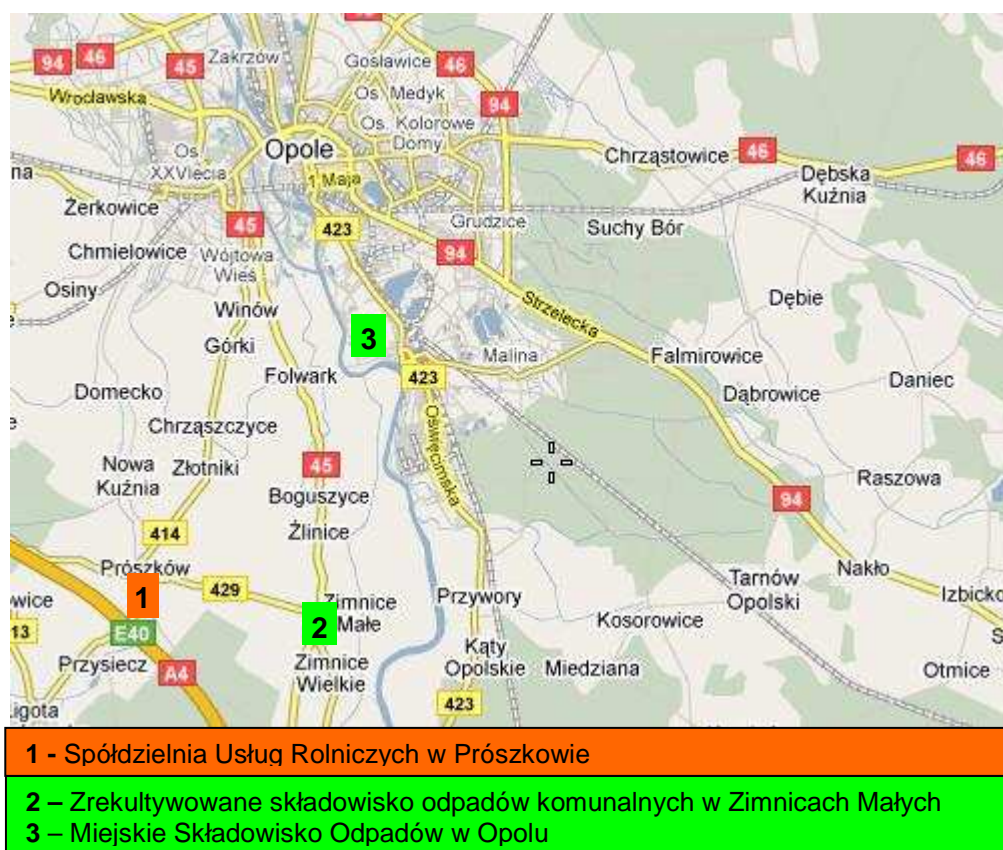 94 46 45 Zakrzów Gosławice 46
Wrocławska Os. Medyk 94
Os. Kolorowe
Os. Opole Domy Chrząstowice 46 46
na XXVlecia 1 Maja Dębska
Kuźnia
Żerkowice 45 423 Grudzice Suchy Bór
Chmielowice Wójtowa 94
Wieś
Osiny Dębie
Winów Strzelecka
3
Górki Malina Falmirowice
Folwark 423 Daniec
Domecko Dąbrowice
Chrząszczyce Oświęcimska
Nowa Złotniki 45
Kuźnia Raszowa
Boguszyce 94
414 Żlinice
Prószków Nakło
wice 1 429 Zimnice Przywory Tarnów Izbicko
2 Małe Opolski
13 E40 Kosorowice S
Przysiecz A4 Zimnice Kąty Miedziana Otmice
Wielkie Opolskie
igota 423
1 - Spółdzielnia Usług Rolniczych w Prószkowie
2 – Zrekultywowane składowisko odpadów komunalnych w Zimnicach Małych
3 – Miejskie Składowisko Odpadów w Opolu